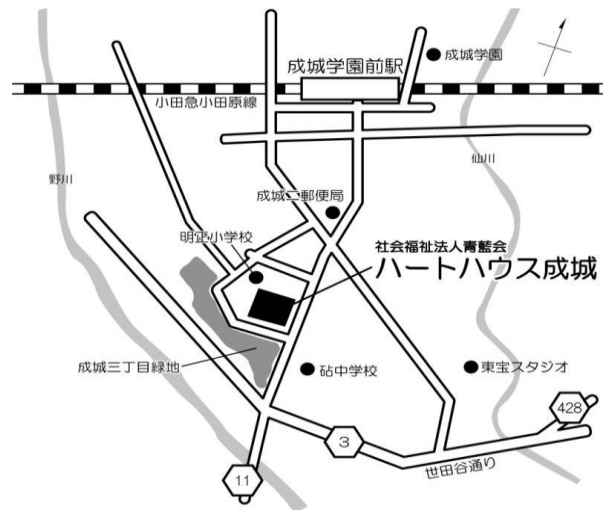 成城学園
成城学園前駅
小田急小田原線
仙川
野川
成城二郵便局
明正小学校
社会福祉法人青藍会
ハートハウス成城
成城三丁目緑地
砧中学校
東宝スタジオ
428
3
世田谷通り
11